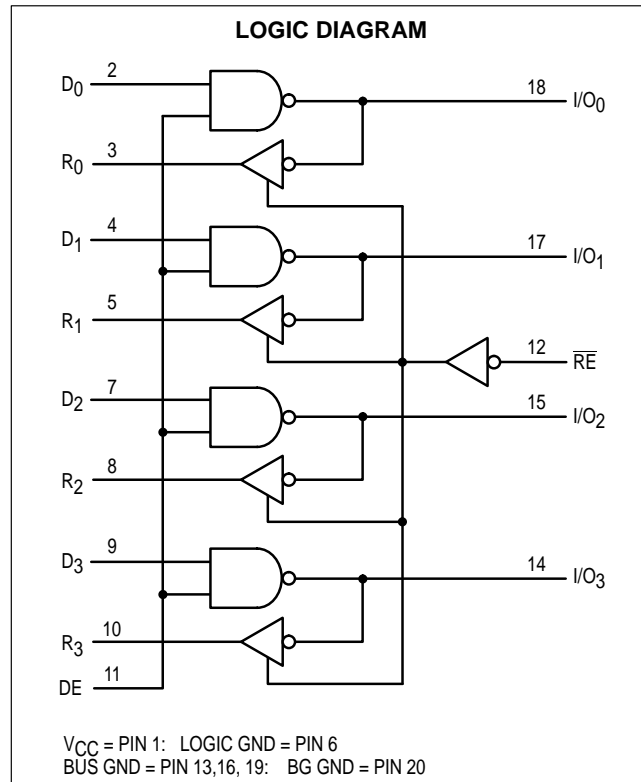 LOGIC DIAGRAM
D0 2 18 I/O0
R0 3
D1 4 17 I/O1
R1 5
12 RE
D2 7 15 I/O2
R2 8
D3 9 14 I/O3
R3 10
DE 11
VCC = PIN 1: LOGIC GND = PIN 6
BUS GND = PIN 13,16, 19: BG GND = PIN 20